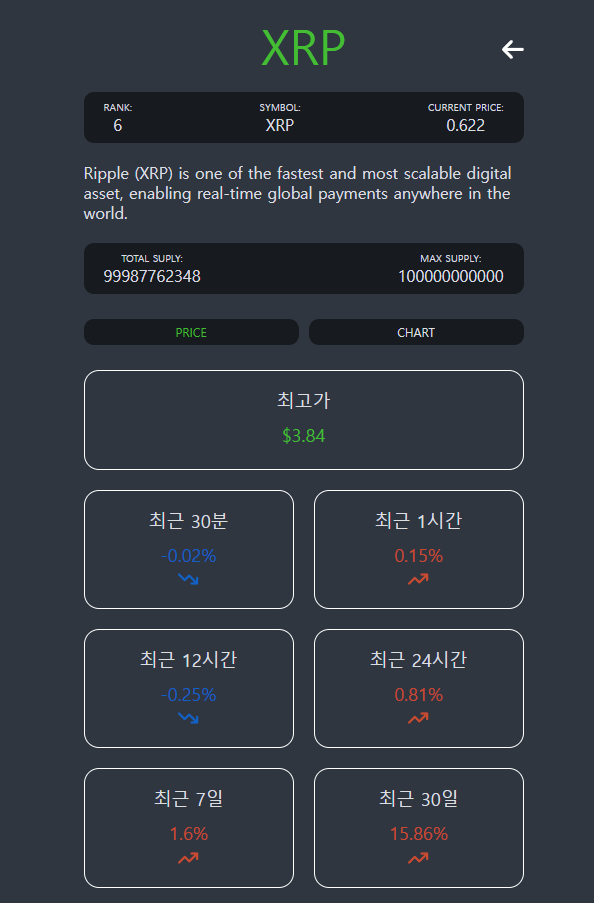 XRP
RANK: SYMBOL: CURRENT PRICE:
6 XRP 0.622
Ripple (XRP) is one of the fastest and most scalable digital
asset, enabling real-time global payments anywhere in the
world.
TOTAL SUPLY: MAX SUPPLY:
99987762348 100000000000
PRICE CHART
최고가
$3.84
최근 30분 최근 1시간
-0.02% 0.15%
최근 12시간 최근 24시간
-0.25% 0.81%
최근 7일 최근 30일
1.6% 15.86%